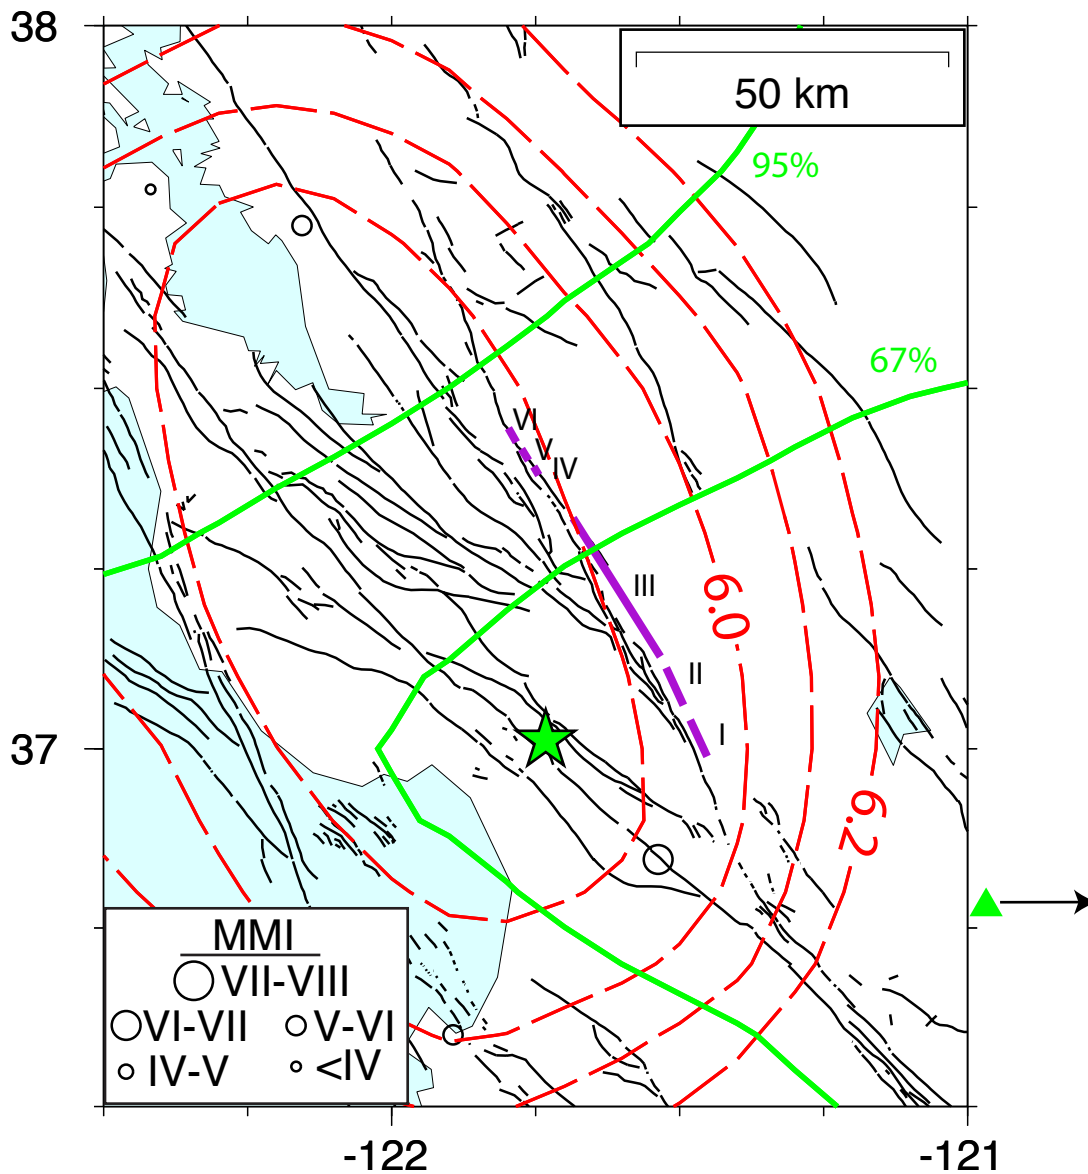 38
50 km
95%
67%
VI
V
IV
III
6.0
II
I
37
6.2
MMI
VII-VIII
VI-VII V-VI
IV-V <IV
-122 -121